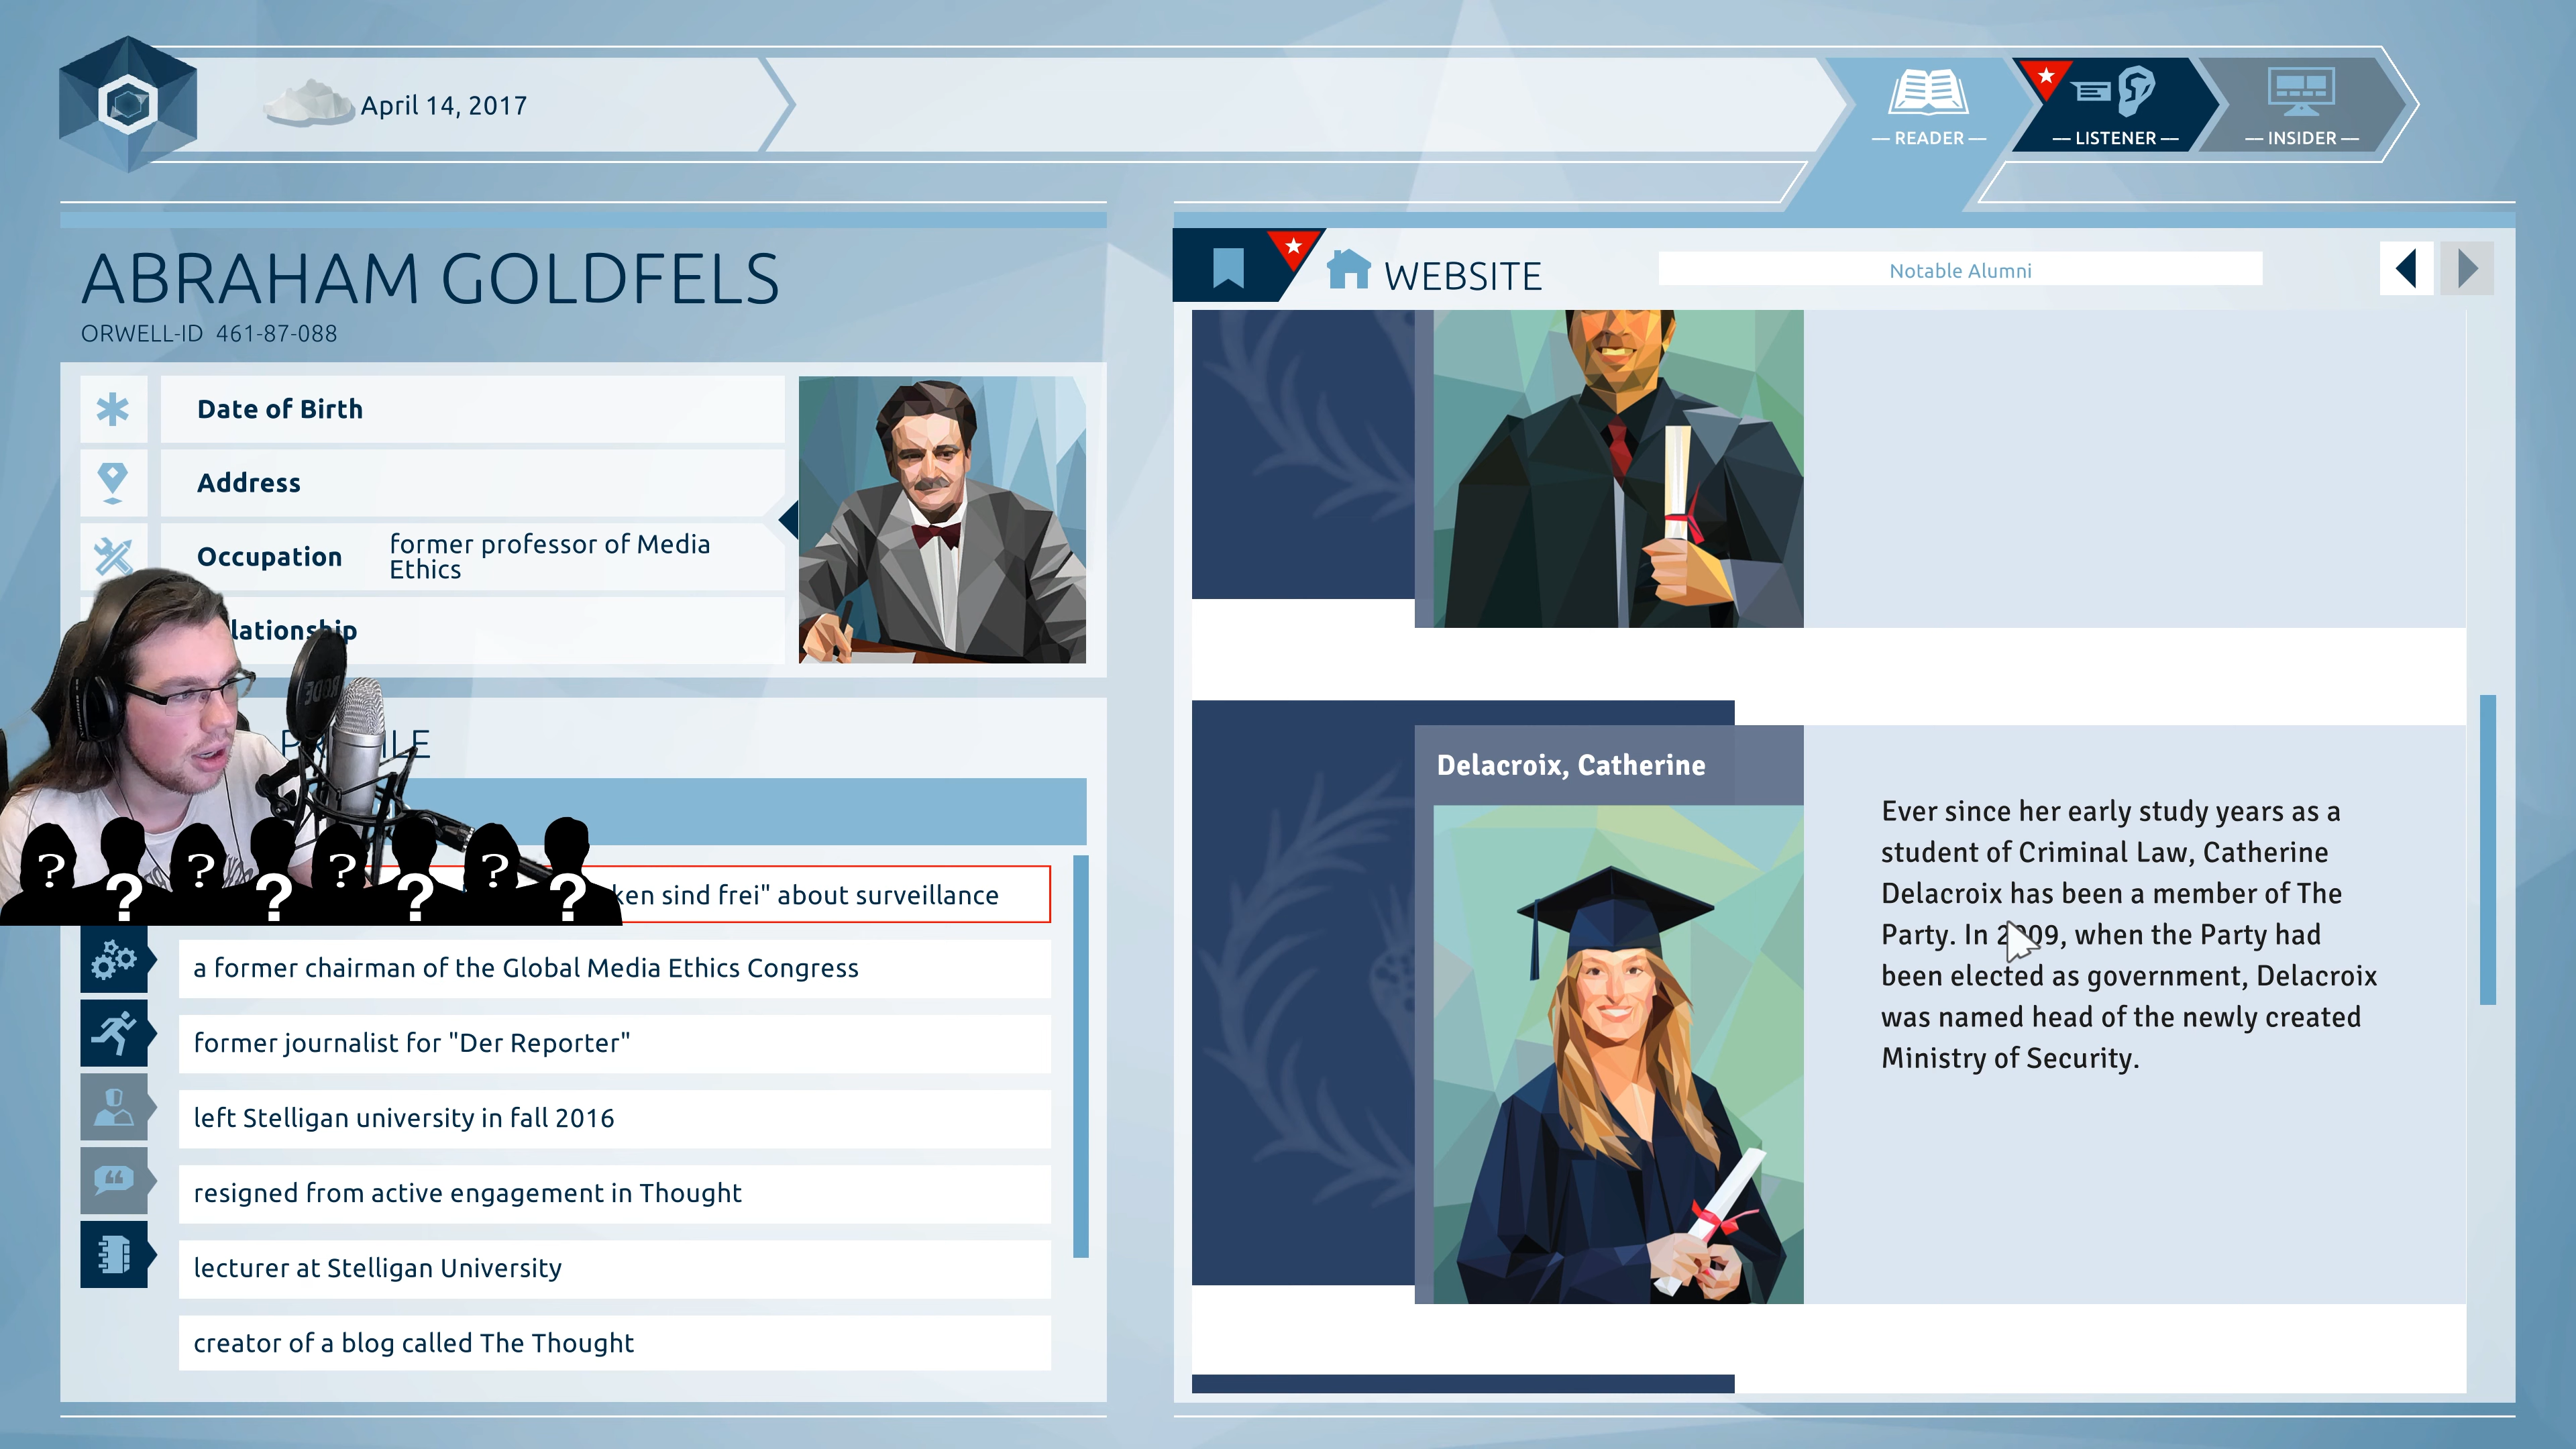 April 14, 2017
— READER —
— LISTENER —
— INSIDER —
ABRAHAM GOLDFELS
ORWELL-ID 461-87-088
Date of Birth
Address
Occupation
former professor of Media
Ethics
lationship
ken sind frei" about surveillance
a former chairman of the Global Media Ethics Congress
former journalist for "Der Reporter"
left Stelligan university in fall 2016
resigned from active engagement in Thought
lecturer at Stelligan University
creator of a blog called The Thought
RODE
? ? ? ? ? ? ? ?
WEBSITE
Notable Alumni
Delacroix, Catherine
Ever since her early study years as a
student of Criminal Law, Catherine
Delacroix has been a member of The
Party. In 2009, when the Party had
been elected as government, Delacroix
was named head of the newly created
Ministry of Security.